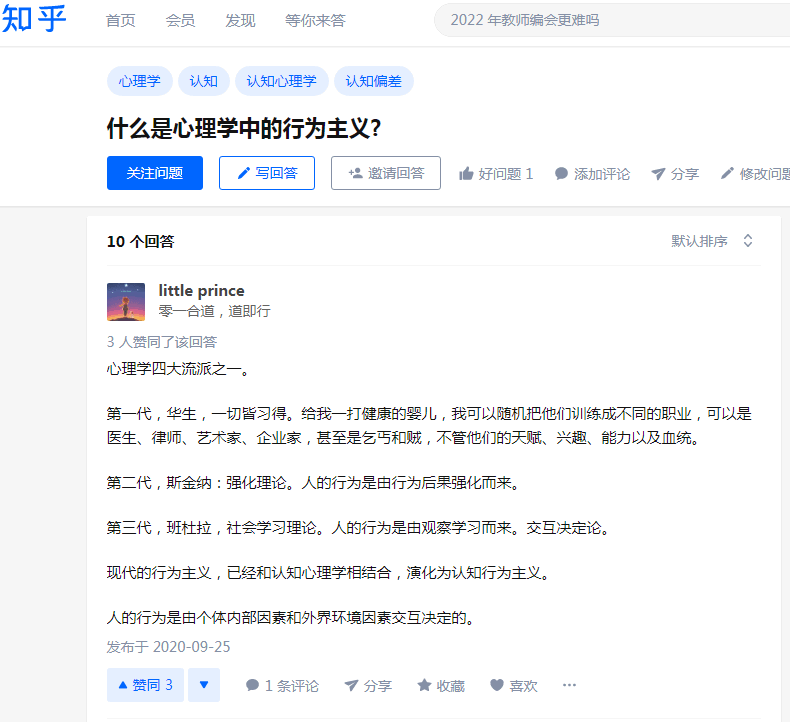 知乎 首页 会员 发现 等你来答 2022 年教师编会更难吗
心理学 认知 认知心理学 认知偏差
什么是心理学中的行为主义?
关注问题 写回答 邀请回答 好问题 1 添加评论 分享 修改问题
10 个回答 默认排序
little prince
零一合道，道即行
3 人赞同了该回答
心理学四大流派之一。
第一代，华生，一切皆习得。给我一打健康的婴儿，我可以随机把他们训练成不同的职业，可以是
医生、律师、艺术家、企业家，甚至是乞丐和贼，不管他们的天赋、兴趣、能力以及血统。
第二代，斯金纳：强化理论。人的行为是由行为后果强化而来。
第三代，班杜拉，社会学习理论。人的行为是由观察学习而来。交互决定论。
现代的行为主义，已经和认知心理学相结合，演化为认知行为主义。
人的行为是由个体内部因素和外界环境因素交互决定的。
发布于 2020-09-25
赞同 3 1 条评论 分享 收藏 喜欢 ···